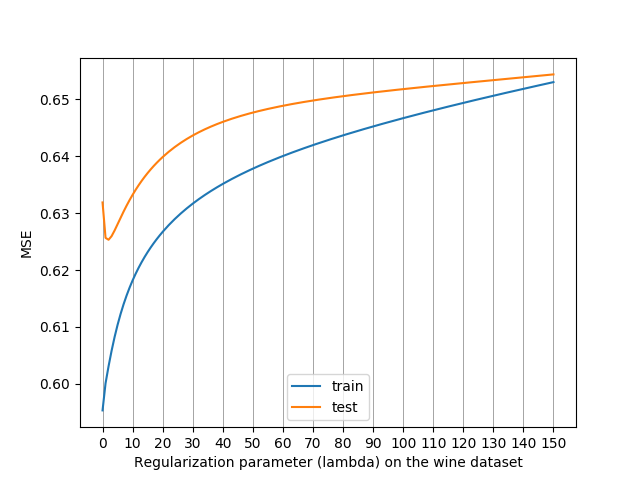 0.65
0.64
0.63
0.62
0.61
0.60
MSE
train
test
0 10 20 30 40 50 60 70 80 90 100 110 120 130 140 150
Regularization parameter (lambda) on the wine dataset